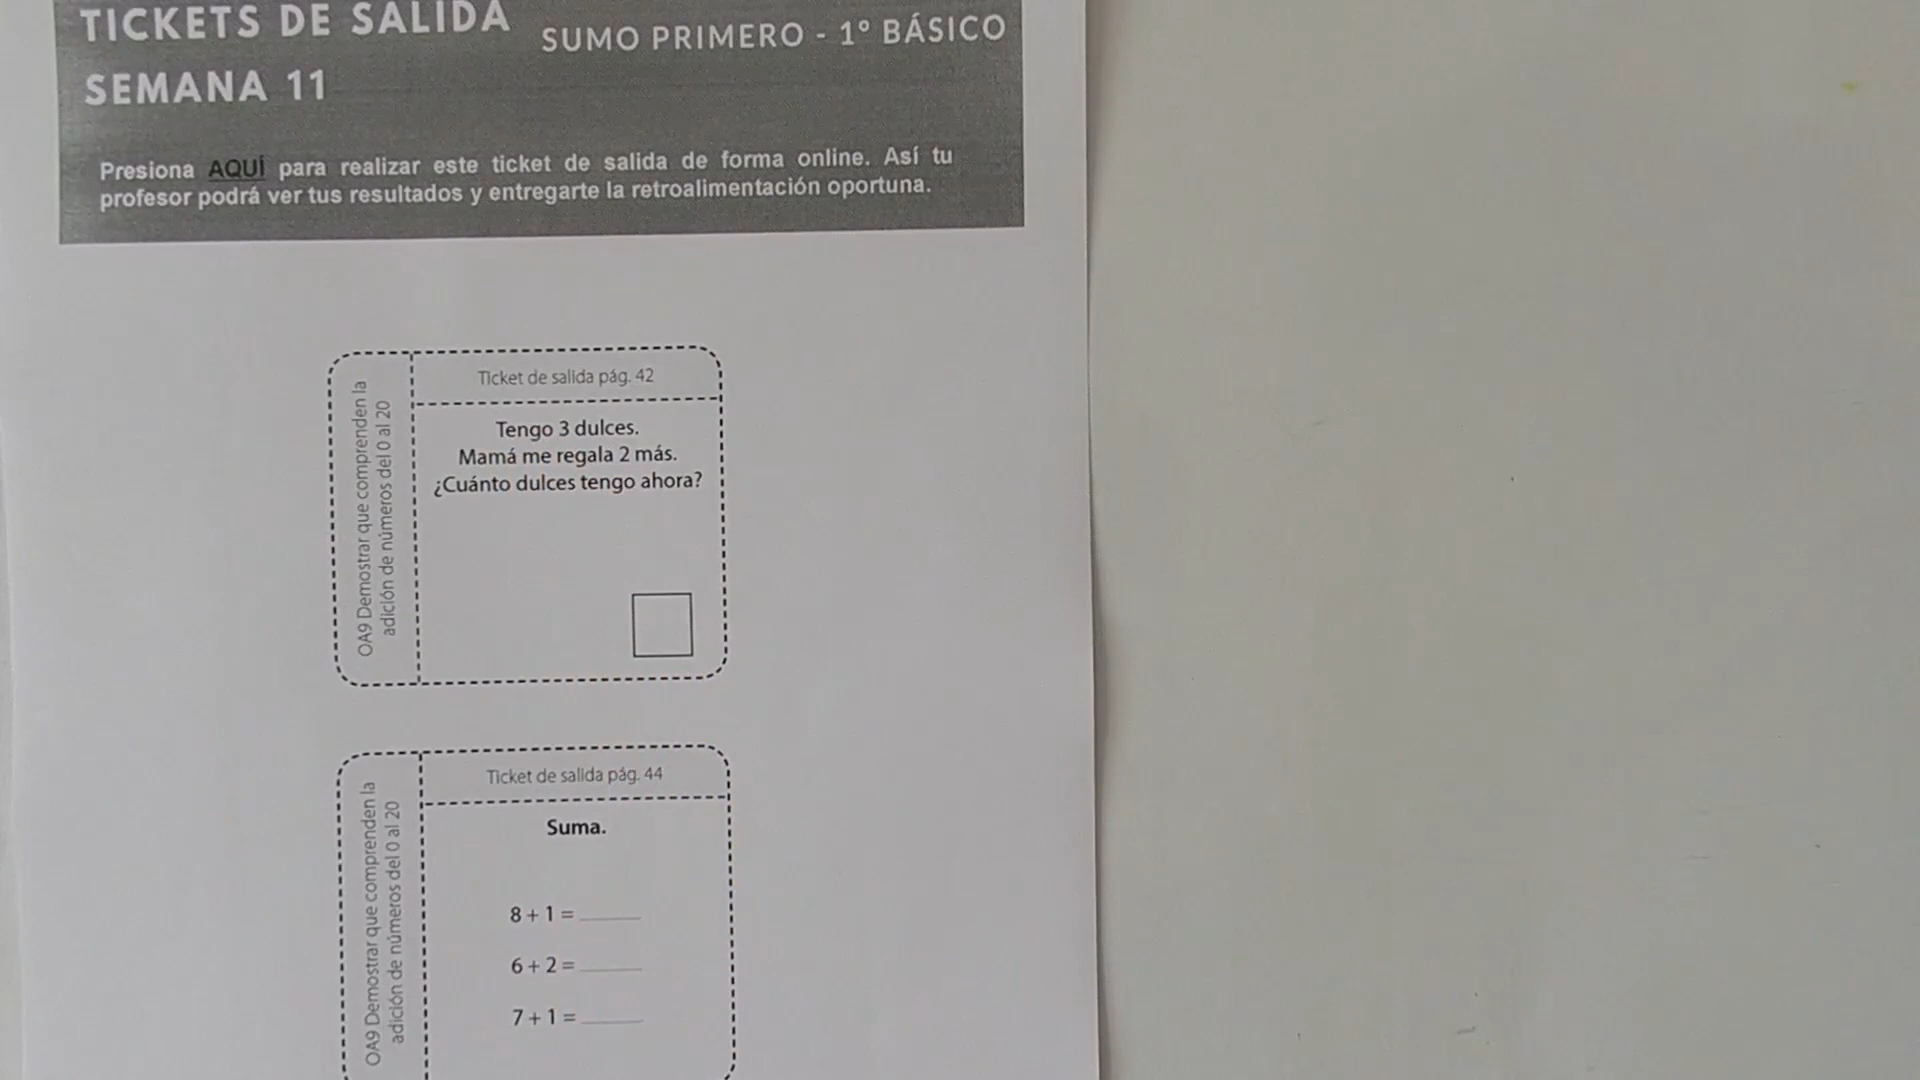 TICKETS DE SALIDA
SUMO PRIMERO - 1º BÁSICO
SEMANA 11
Presiona AQUÍ para realizar este ticket de salida de forma online. Así tu
profesor podrá ver tus resultados y entregarte la retroalimentación oportuna.
OA9 Demostrar que comprenden la
adición de números del 0 al 20
Ticket de salida pág. 42
Tengo 3 dulces.
Mamá me regala 2 más.
¿Cuánto dulces tengo ahora?
OA9 Demostrar que comprenden la
adición de números del 0 al 20
Ticket de salida pág. 44
Suma.
8 + 1 = ____
6 + 2 = ____
7 + 1 = ____